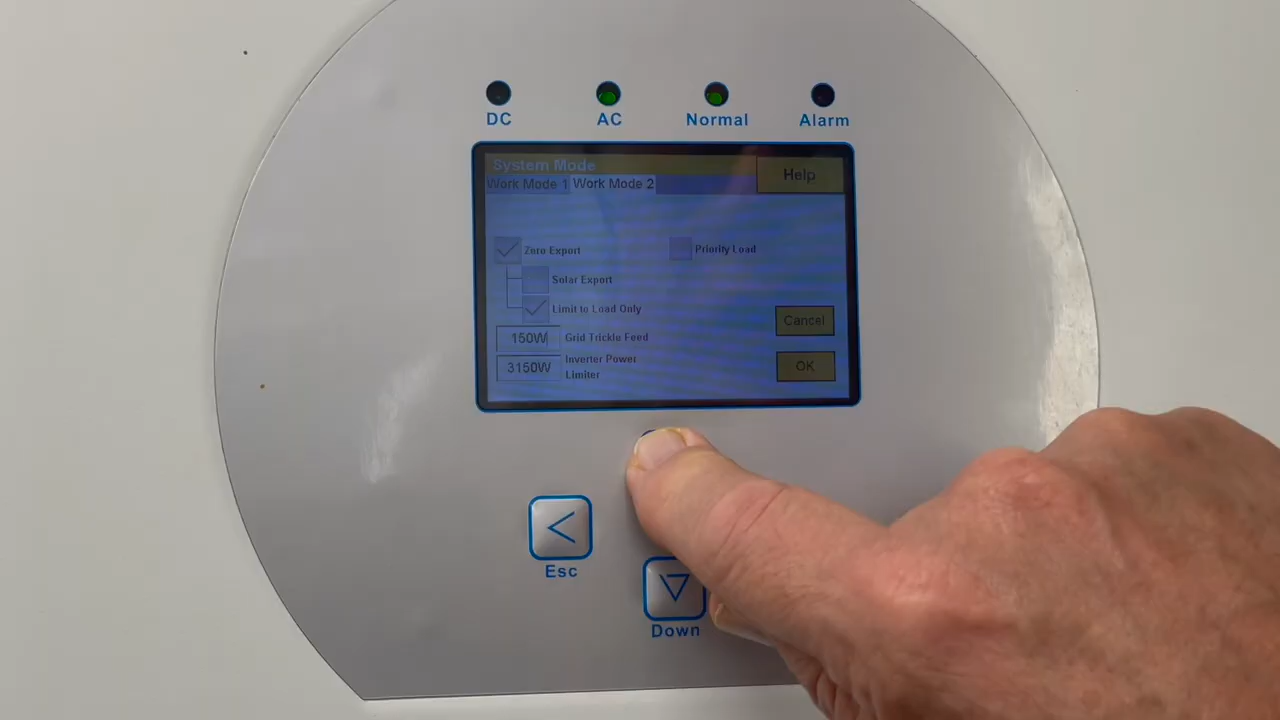 DC AC Normal Alarm
System Mode
Help
Work Mode 1 Work Mode 2
Zero Export Priority Load
Solar Export
Limit to Load Only
Cancel
150W Grid Trickle Feed
3150W Inverter Power
Limiter
OK
Esc
Down